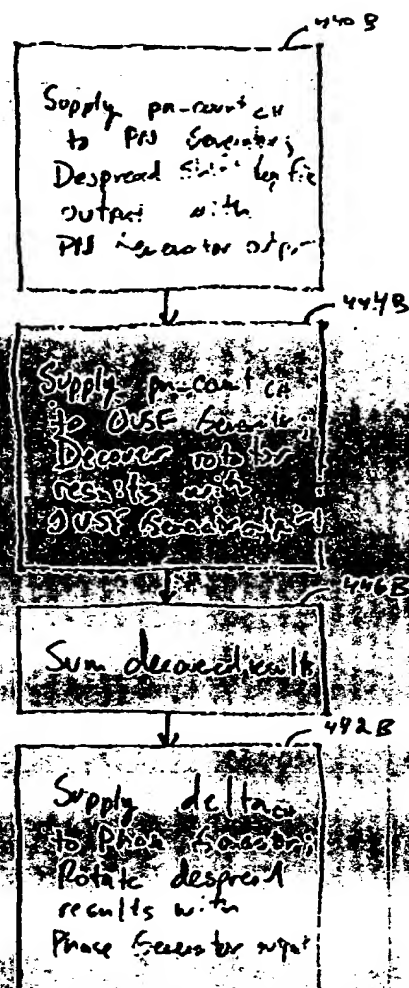 440B
Supply pn-count CH
to PN Generator;
Despread
output with
PN Generator output
444B
Supply pn-count CH
to OVSF Generator;
Decover rotator
results with
OVSF Generator output
446B
Sum decovered results
442B
Supply delta CH
to Phase Generator;
Rotate despread
results with
Phase Generator output